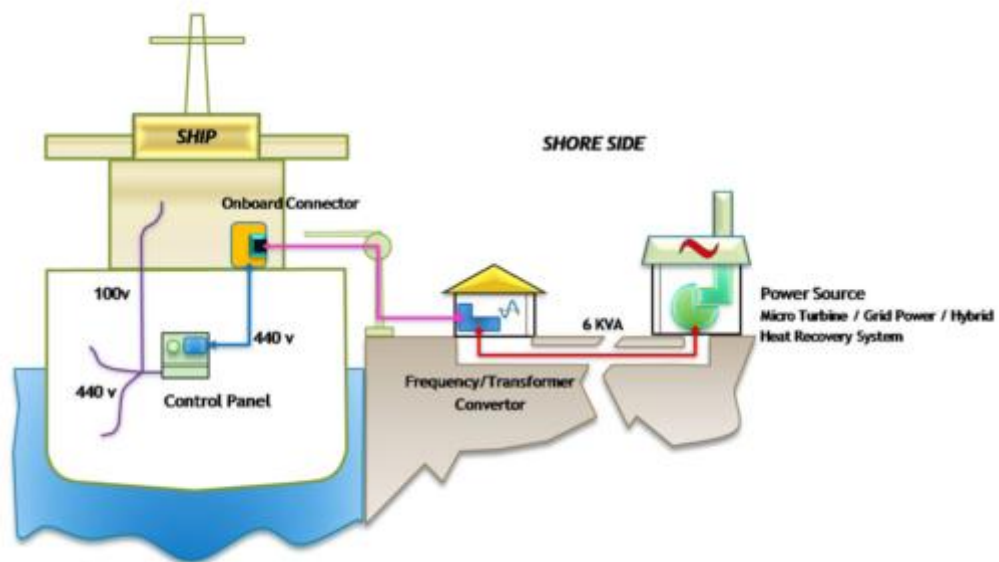 SHIP
SHORE SIDE
Onboard Connector
100v
440 v
440 v
Control Panel
6 KVA
Frequency/Transformer
Convertor
Power Source
Micro Turbine / Grid Power / Hybrid
Heat Recovery System